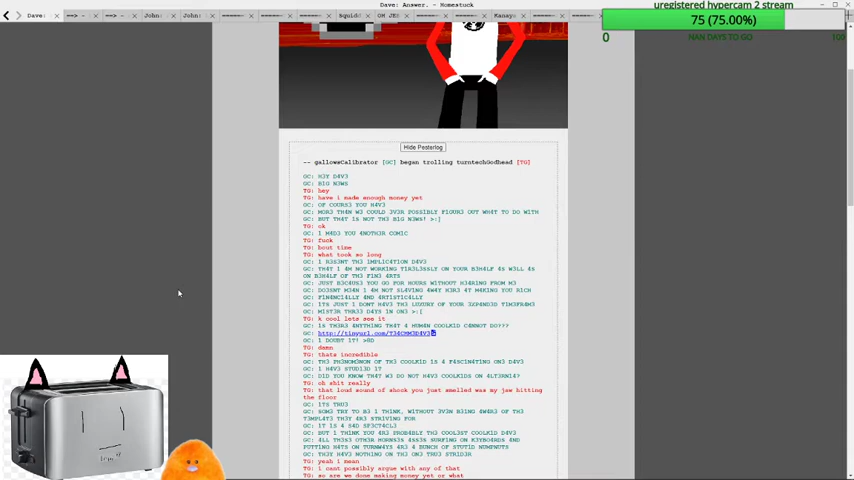 Dave: Answer. - Homestuck
uregistered hypercam 2 stream
Dave:
==> -
==> -
John:
John:
Squidd
OH JES
Kanay
75 (75.00%)
0
NAN DAYS TO GO
100
Hide Pesterlog
-- gallowsCalibrator [GC] began trolling turntechGodhead [TG]
GC: H3Y D4V3
GC: B1G N3WS
TG: hey
TG: have i made enough money yet
GC: OF COURS3 YOU H4V3
GC: MOR3 TH4N W3 COULD 3V3R POSS1BLY F1GUR3 OUT WH4T TO DO W1TH
GC: BUT TH4T 1S NOT TH3 B1G N3WS! >:]
TG: ok
GC: 1 M4D3 YOU 4NOTH3R COM1C
TG: fuck
TG: bout time
TG: what took so long
GC: 1 R3S3NT TH3 1MPL1C4T1ON D4V3
GC: TH4T 1 4M NOT WORK1NG T1R3L3SSLY ON YOUR B3H4LF 4S W3LL 4S
ON B3H4LF OF TH3 F1N3 4RTS
GC: JUST B3C4US3 YOU GO FOR HOURS W1THOUT H34R1NG FROM M3
GC: DO3SNT M34N 1 4M NOT SL4V1NG 4W4Y H3R3 4T M4K1NG YOU R1CH
GC: F1N4NC14LLY 4ND 4RT1ST1C4LLY
GC: 1TS JUST 1 DONT H4V3 TH3 LUXURY OF YOUR 3XP4ND3D T1M3FR4M3
GC: M1ST3R THR33 D4YS 1N ON3 >:[
TG: k cool lets see it
GC: 1S TH3R3 4NYTH1NG TH4T 4 HUM4N COOLK1D C4NNOT DO???
GC: http://tinyurl.com/T34CHM3D4V3
GC: 1 DOUBT 1T! >8D
TG: damn
TG: thats incredible
GC: TH3 PH3NOM3NON OF TH3 COOLK1D 1S 4 F4SC1N4T1NG ON3 D4V3
GC: 1 H4V3 STUD13D 1T
GC: D1D YOU KNOW TH4T W3 DO NOT H4V3 COOLK1DS ON 4LT3RN14?
TG: oh shit really
TG: that loud sound of shock you just smelled was my jaw hitting
the floor
GC: 1TS TRU3
GC: SOM3 TRY TO B3 1 TH1NK, W1THOUT 3V3N B31NG 4W4R3 OF TH3
T3MPL4T3 TH3Y 4R3 STR1V1NG FOR
GC: 1T 1S 4 S4D SP3CT4CL3
GC: BUT 1 TH1NK YOU 4R3 PROB4BLY TH3 COOL3ST COOLK1D D4V3
GC: 4LL TH3S3 OTH3R HORN3D 4SS3S SURF1NG ON K3YBO4RDS 4ND
PUTT1NG H4TS ON TURNW4YS 4R3 4 BUNCH OF STUP1D NUMBNUTS
GC: TH3Y H4V3 NOTH1NG ON TH3 ON3 TRU3 STR1D3R
TG: yeah i mean
TG: i cant possibly argue with any of that
TG: so are we done making money yet or what